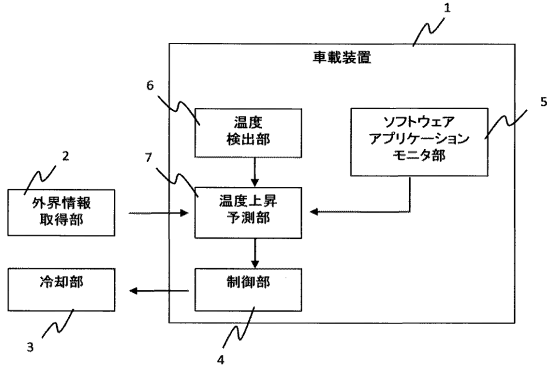 1
車載装置
6
温度
検出部
ソフトウェア
アプリケーション
モニタ部
5
2
7
外界情報
取得部
温度上昇
予測部
冷却部
制御部
3
4